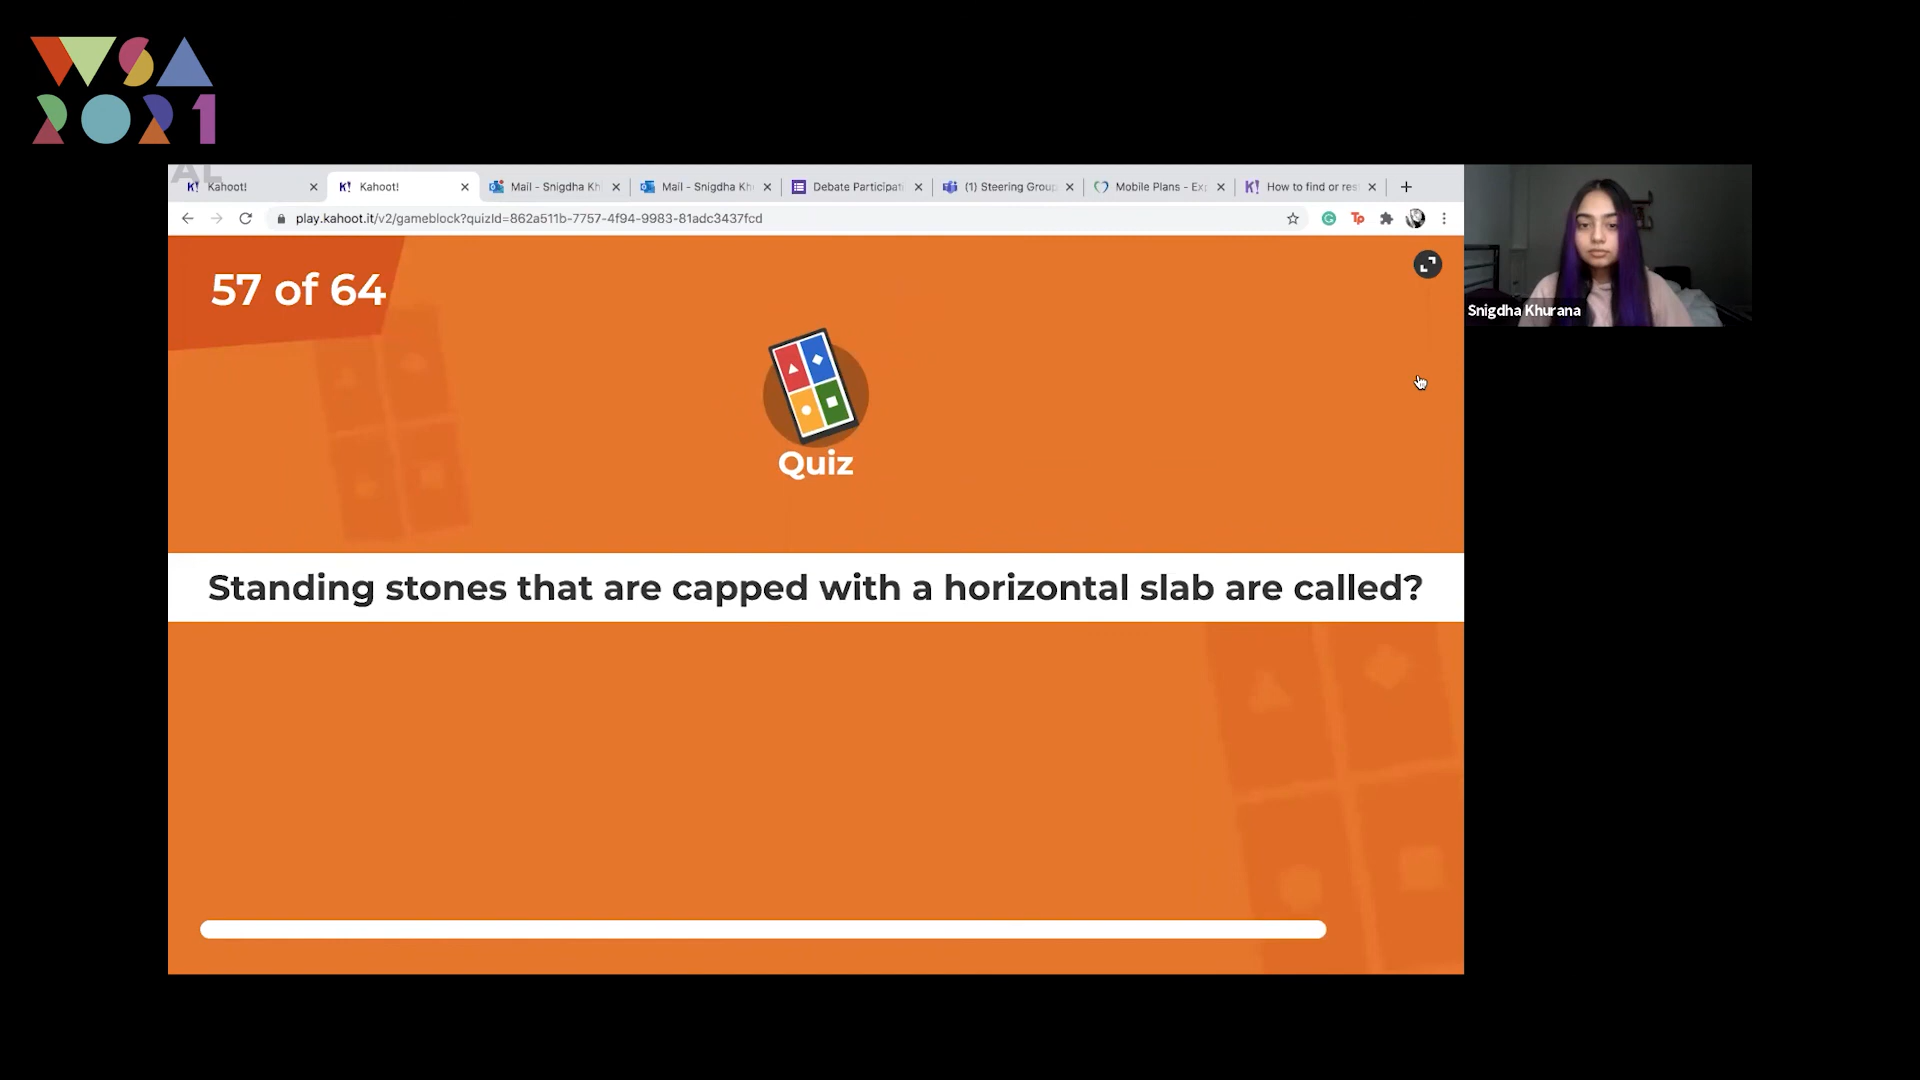 WSA
2021
AL
Kahoot!
Kahoot!
Mail - Snigdha Kh
Mail - Snigdha Kh
Debate Participat
(1) Steering Group
Mobile Plans - Ex
How to find or res
play.kahoot.it/v2/gameblock?quizId=862a511b-7757-4f94-9983-81adc3437fcd
57 of 64
Quiz
Snigdha Khurana
Standing stones that are capped with a horizontal slab are called?